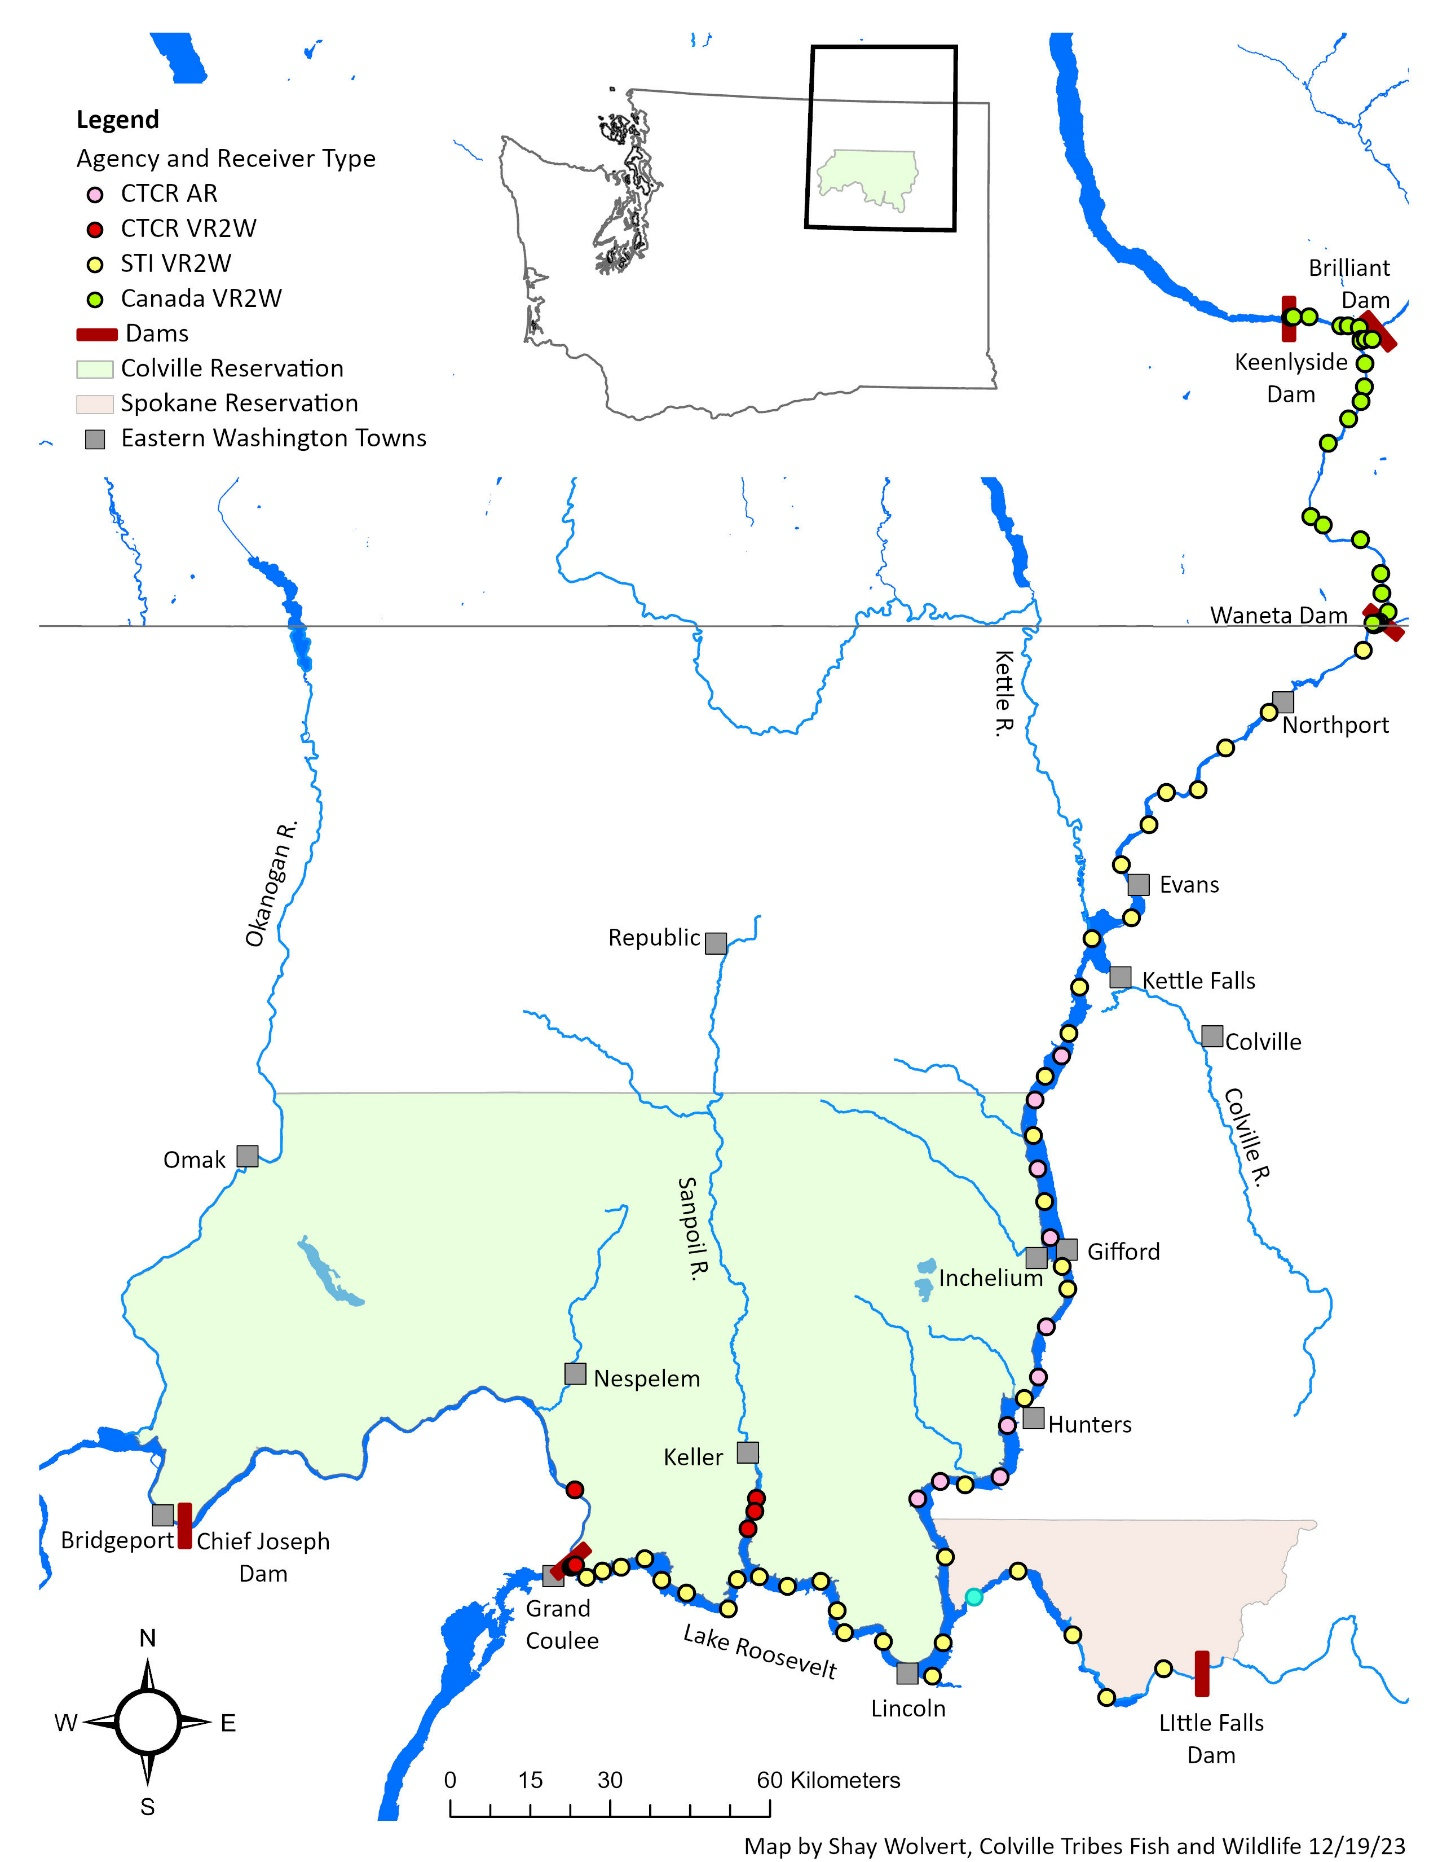 Legend
Agency and Receiver Type
CTCR AR
CTCR VR2W
STI VR2W
Canada VR2W
Dams
Colville Reservation
Spokane Reservation
Eastern Washington Towns
Brilliant
Dam
Keenlyside
Dam
Waneta Dam
Kettle R.
Northport
Okanogan R.
Evans
Republic
Kettle Falls
Colville
Colville R.
Omak
Sanpoil R.
Gifford
Inchelium
Nespelem
Hunters
Keller
Bridgeport
Chief Joseph
Dam
Grand
Coulee
Lake Roosevelt
Lincoln
LIttle Falls
Dam
N
W
E
S
0 15 30 60 Kilometers
Map by Shay Wolvert, Colville Tribes Fish and Wildlife 12/19/23